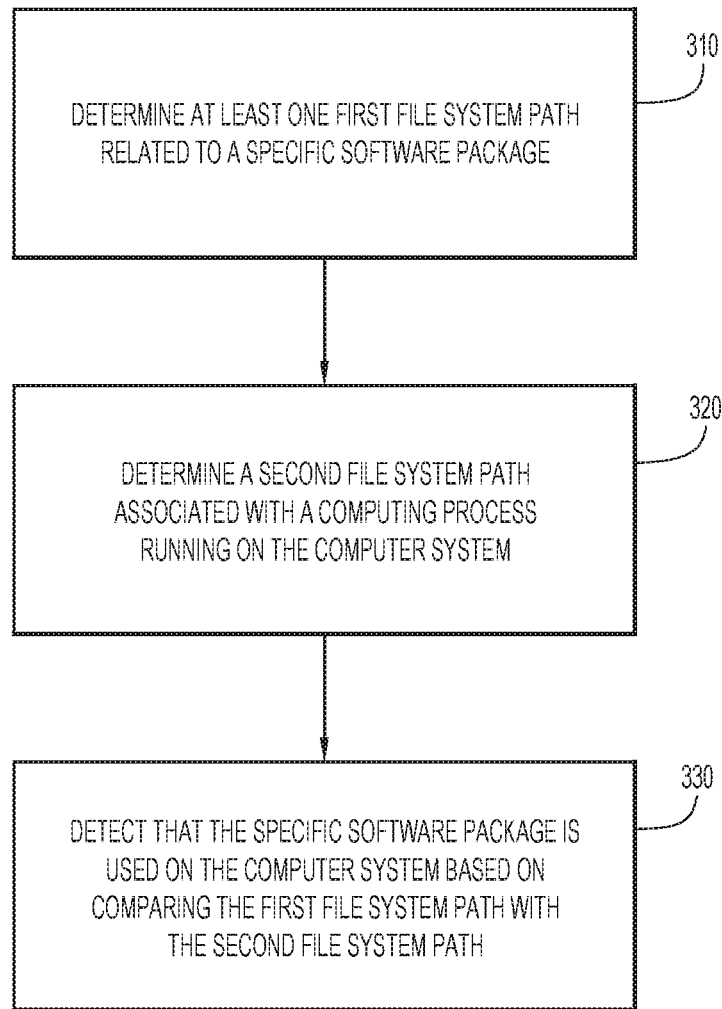 310
DETERMINE AT LEAST ONE FIRST FILE SYSTEM PATH
RELATED TO A SPECIFIC SOFTWARE PACKAGE
320
DETERMINE A SECOND FILE SYSTEM PATH
ASSOCIATED WITH A COMPUTING PROCESS
RUNNING ON THE COMPUTER SYSTEM
330
DETECT THAT THE SPECIFIC SOFTWARE PACKAGE IS
USED ON THE COMPUTER SYSTEM BASED ON
COMPARING THE FIRST FILE SYSTEM PATH WITH
THE SECOND FILE SYSTEM PATH